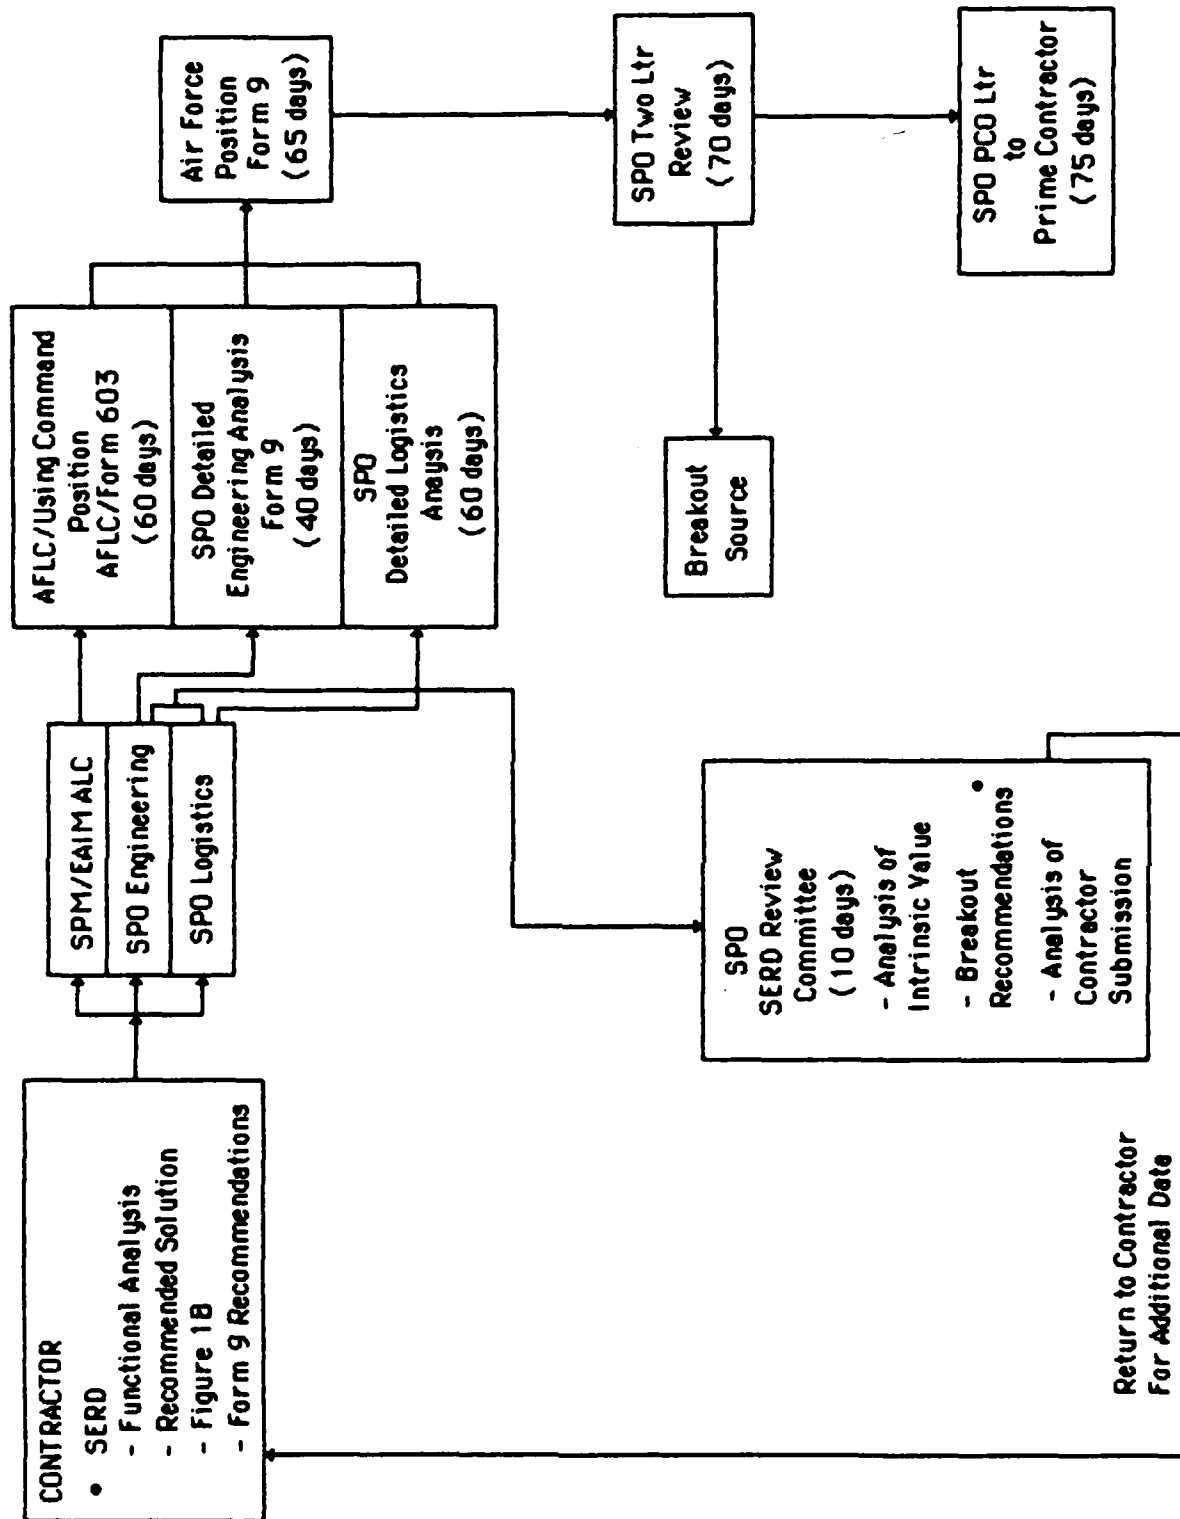 CONTRACTOR
• SERD
- Functional Analysis
- Recommended Solution
- Figure 18
- Form 9 Recommendations
SPM/EAIM ALC
SPO Engineering
SPO Logistics
AFLC/Using Command
Position
AFLC/Form 603
(60 days)
SPO Detailed
Engineering Analysis
Form 9
(40 days)
SPO
Detailed Logistics
Analysis
(60 days)
Air Force
Position
Form 9
(65 days)
SPO Two Ltr
Review
(70 days)
Breakout
Source
SPO PCO Ltr
to
Prime Contractor
(75 days)
SPO
SERD Review
Committee
(10 days)
- Analysis of
Intrinsic Value
- Breakout •
Recommendations
- Analysis of
Contractor
Submission
Return to Contractor
For Additional Data